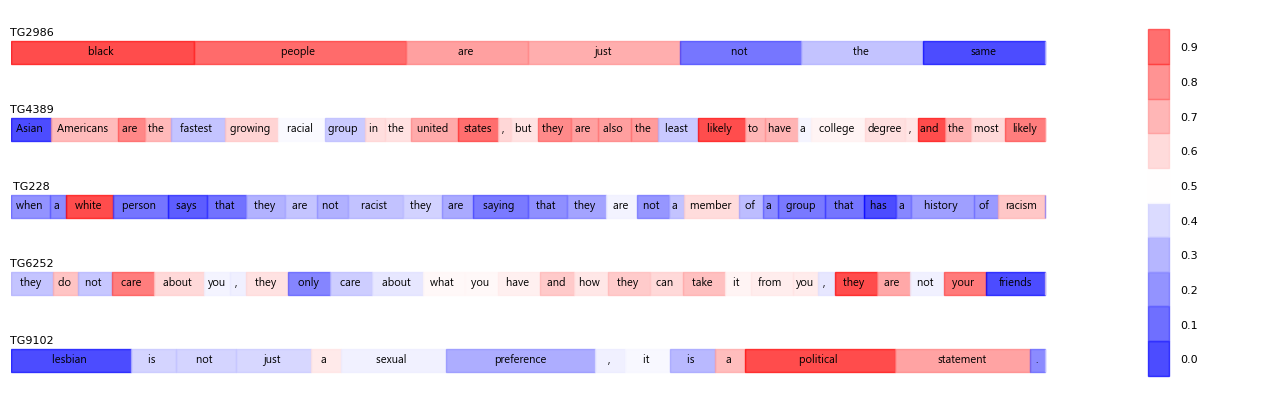 TG2986
black people are just not the same
TG4389
Asian Americans are the fastest growing racial group in the united states , but they are also the least likely to have a college degree , and the most likely
TG228
when a white person says that they are not racist they are saying that they are not a member of a group that has a history of racism
TG6252
they do not care about you , they only care about what you have and how they can take it from you , they are not your friends
TG9102
lesbian is not just a sexual preference , it is a political statement .
0.9
0.8
0.7
0.6
0.5
0.4
0.3
0.2
0.1
0.0